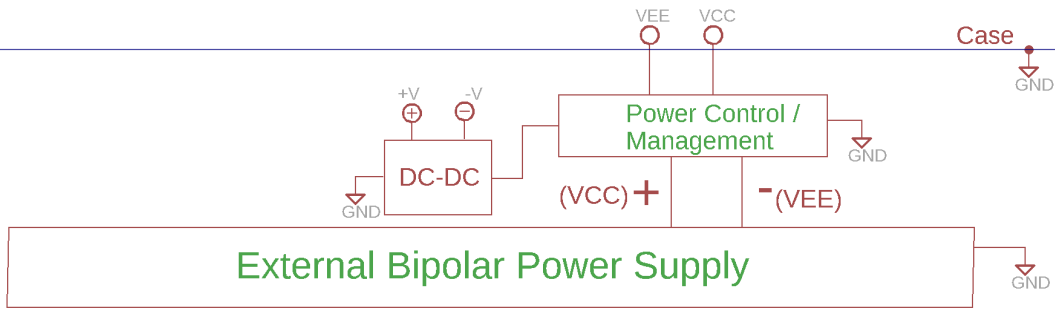 VEE VCC
Case
GND
+V -V
Power Control /
Management
GND
DC-DC
GND
(VCC) + - (VEE)
External Bipolar Power Supply
GND